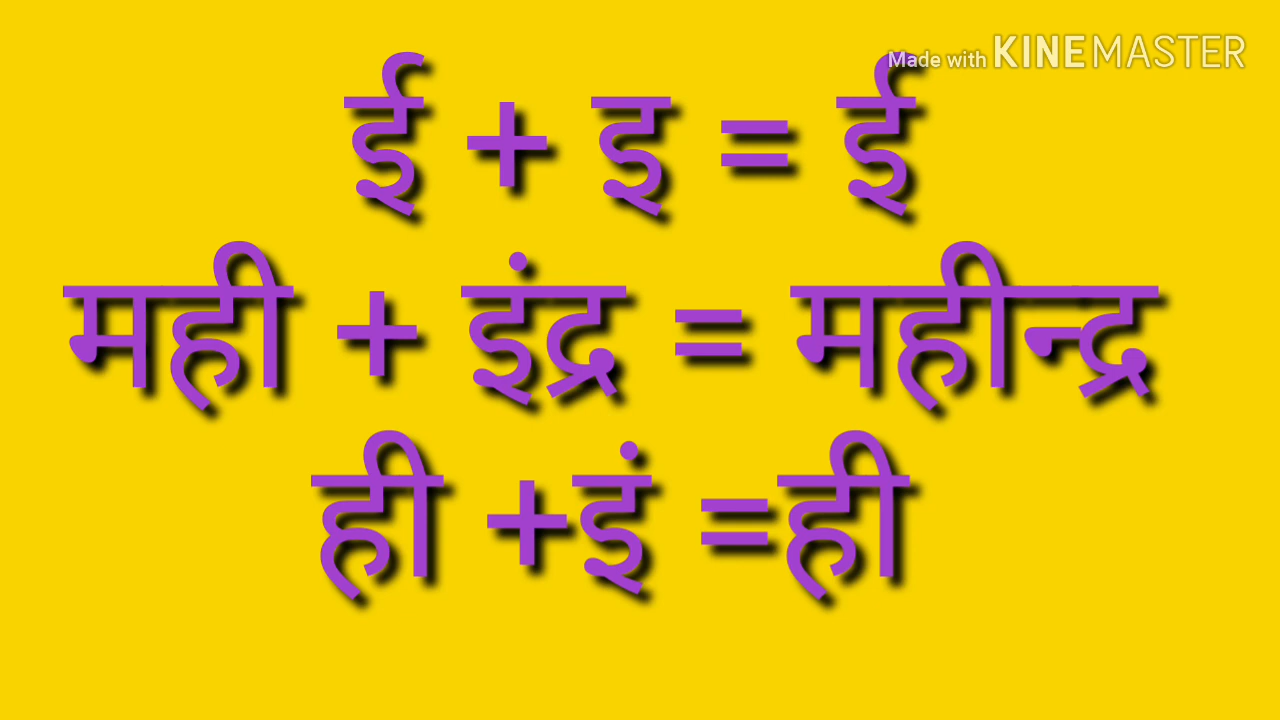 Made with KINEMASTER
ई + इ = ई
मही + इंद्र = महीन्द्र
ही +इं =ही